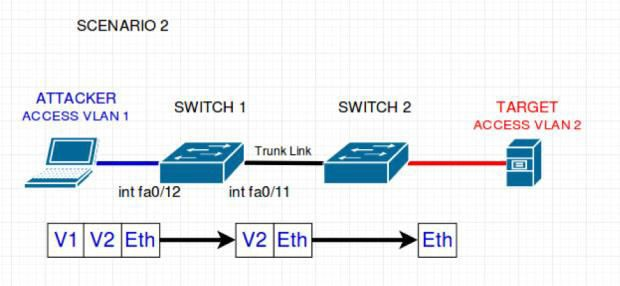 SCENARIO 2
ATTACKER
ACCESS VLAN 1
SWITCH 1
SWITCH 2
TARGET
ACCESS VLAN 2
Trunk Link
int fa0/12
int fa0/11
V1 V2 Eth
V2 Eth
Eth